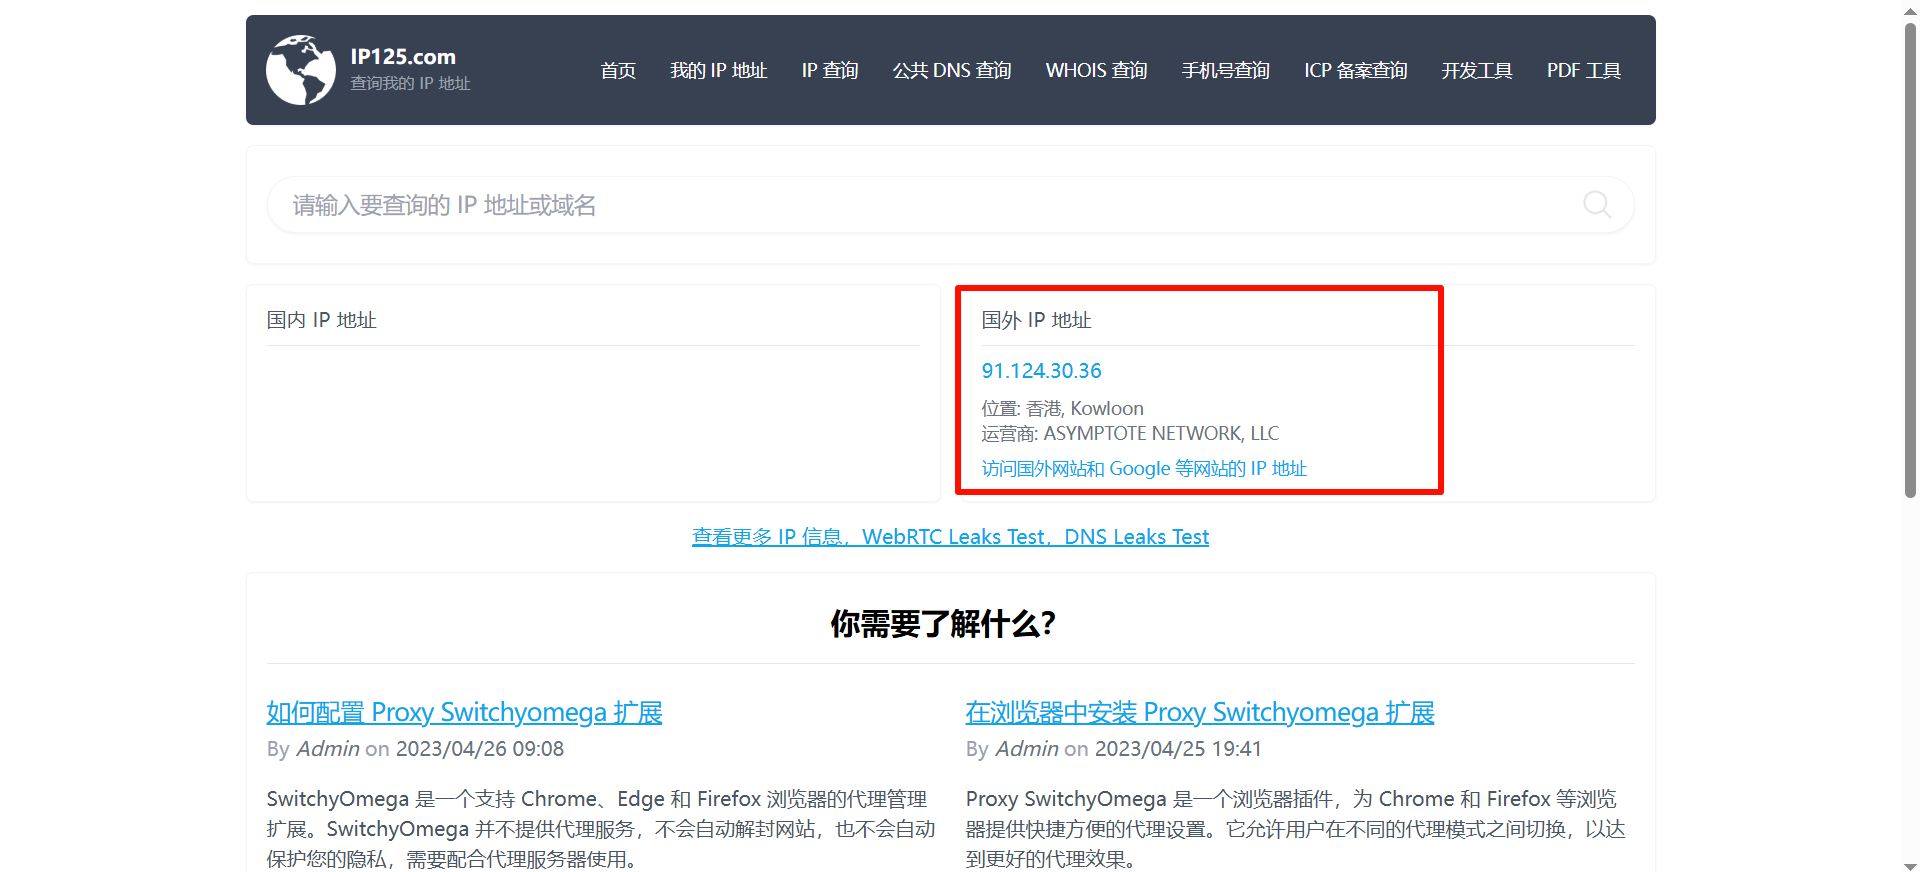 IP125.com
查询我的 IP 地址
首页
我的 IP 地址
IP 查询
公共 DNS 查询
WHOIS 查询
手机号查询
ICP 备案查询
开发工具
PDF 工具
请输入要查询的 IP 地址或域名
国内 IP 地址
国外 IP 地址
91.124.30.36
位置: 香港, Kowloon
运营商: ASYMPTOTE NETWORK, LLC
访问国外网站和 Google 等网站的 IP 地址
查看更多 IP 信息，WebRTC Leaks Test，DNS Leaks Test
你需要了解什么？
如何配置 Proxy Switchyomega 扩展
By Admin on 2023/04/26 09:08
SwitchyOmega 是一个支持 Chrome、Edge 和 Firefox 浏览器的代理管理
扩展。SwitchyOmega 并不提供代理服务，不会自动解封网站，也不会自动
保护您的隐私，需要配合代理服务器使用。
在浏览器中安装 Proxy Switchyomega 扩展
By Admin on 2023/04/25 19:41
Proxy SwitchyOmega 是一个浏览器插件，为 Chrome 和 Firefox 等浏览
器提供快捷方便的代理设置。它允许用户在不同的代理模式之间切换，以达
到更好的代理效果。